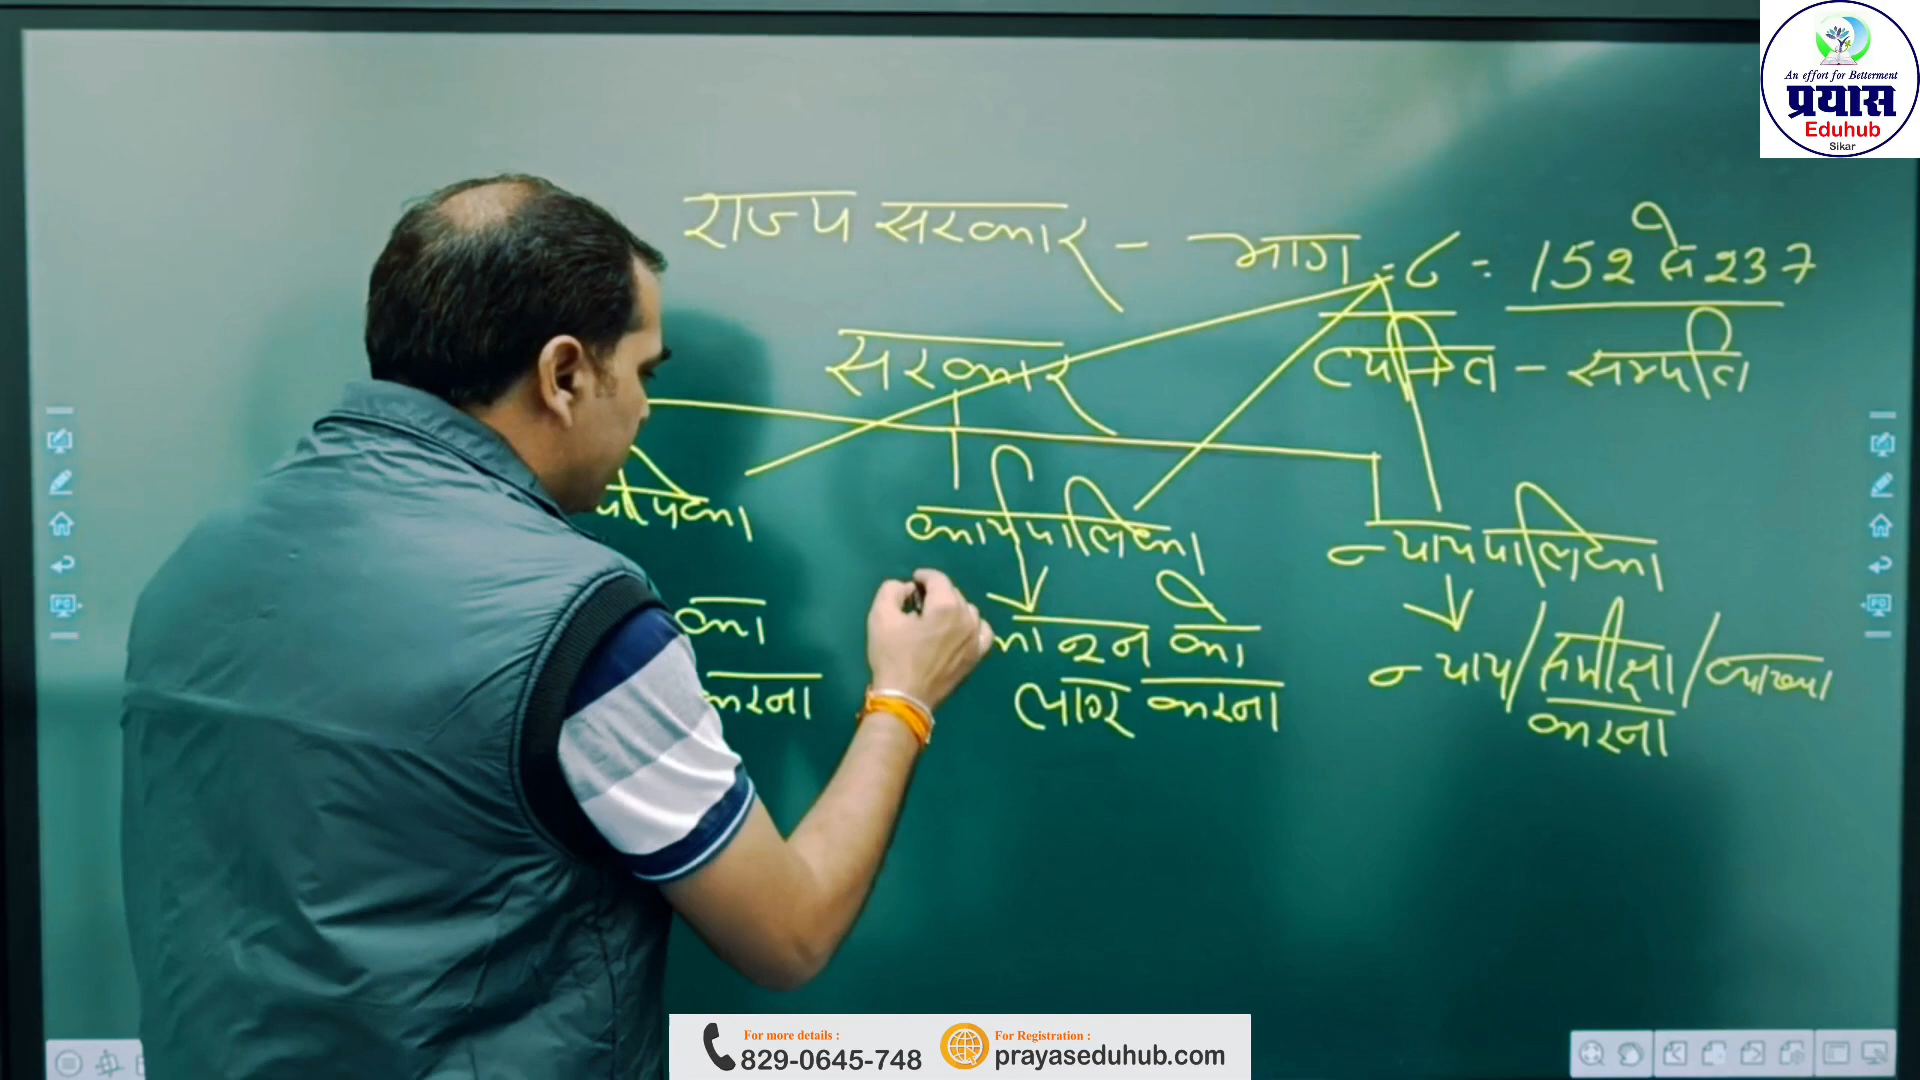 An effort for Betterment
प्रयास
Eduhub
Sikar
राज्य सरकार - भाग - 6 = 152 से 237
सरकार
व्यक्ति - सम्पति
कार्यपालिका
न्यायपालिका
का
को
न्याय / समीक्षा / व्याख्या
करना
लागू करना
करना
For more details :
829-0645-748
For Registration :
prayaseduhub.com